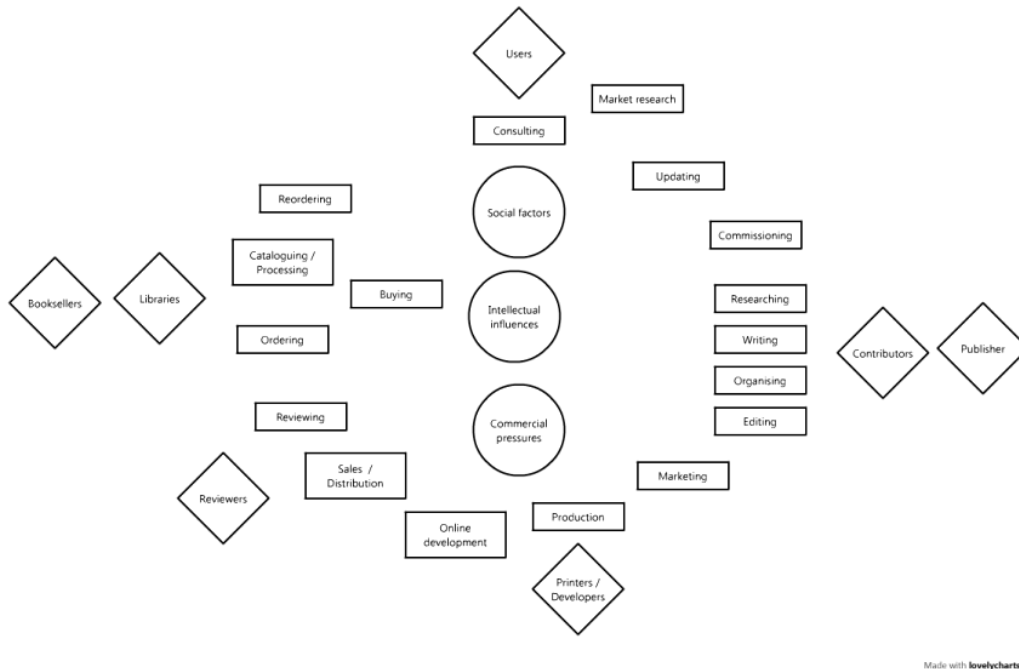 Users
Market research
Consulting
Updating
Social factors
Reordering
Commissioning
Cataloguing /
Processing
Booksellers
Libraries
Buying
Intellectual
influences
Researching
Ordering
Writing
Contributors
Publisher
Organising
Reviewing
Commercial
pressures
Editing
Sales /
Distribution
Marketing
Reviewers
Production
Online
development
Printers /
Developers
Made with lovelycharts